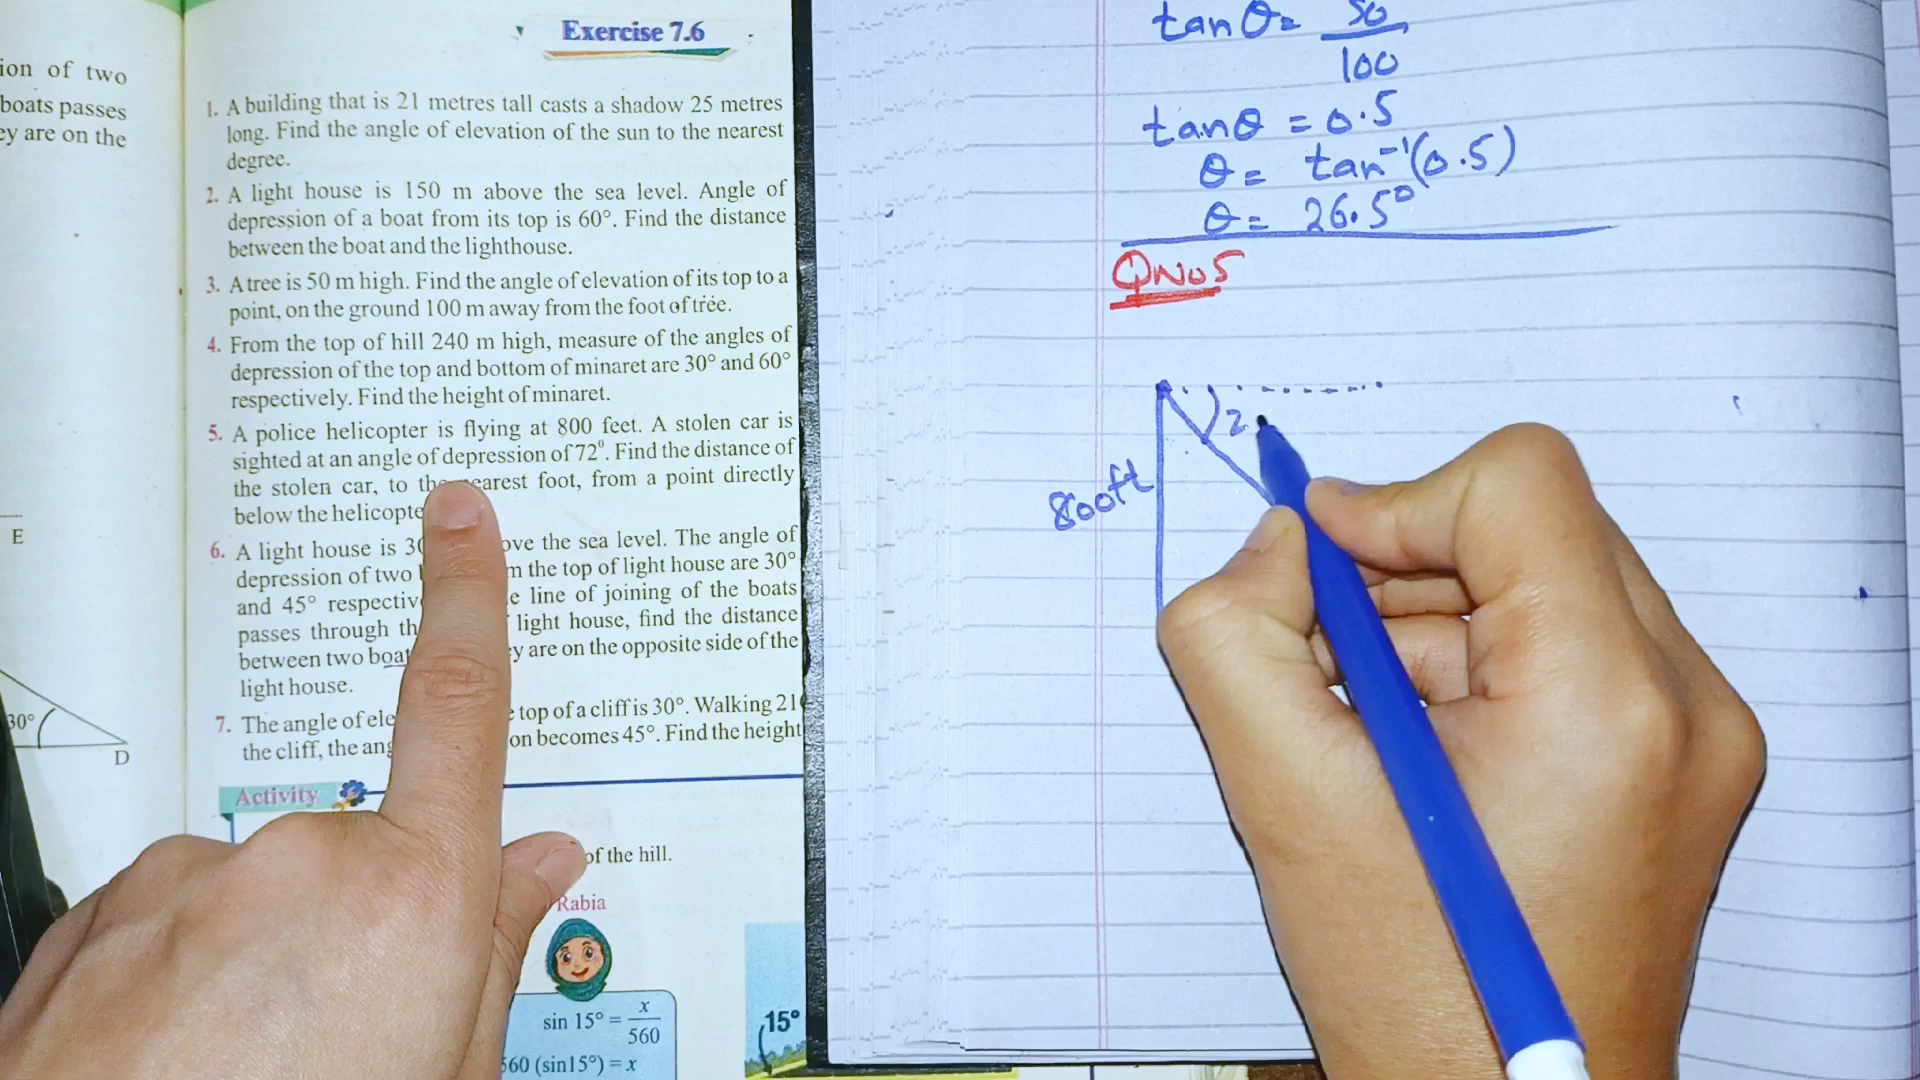 ion of two
boats passes
ey are on the
E
30°
D
Exercise 7.6
1. A building that is 21 metres tall casts a shadow 25 metres
long. Find the angle of elevation of the sun to the nearest
degree.
2. A light house is 150 m above the sea level. Angle of
depression of a boat from its top is 60°. Find the distance
between the boat and the lighthouse.
3. A tree is 50 m high. Find the angle of elevation of its top to a
point, on the ground 100 m away from the foot of tree.
4. From the top of hill 240 m high, measure of the angles of
depression of the top and bottom of minaret are 30° and 60°
respectively. Find the height of minaret.
5. A police helicopter is flying at 800 feet. A stolen car is
sighted at an angle of depression of 72⁰. Find the distance of
the stolen car, to the nearest foot, from a point directly
below the helicopte
6. A light house is 30 ove the sea level. The angle of
depression of two m the top of light house are 30°
and 45° respectiv e line of joining of the boats
passes through th light house, find the distance
between two boat y are on the opposite side of the
light house.
7. The angle of ele e top of a cliff is 30°. Walking 210
the cliff, the ang on becomes 45°. Find the height
Activity
of the hill.
Rabia
sin 15° = x/560
560 (sin15°) = x
15°
tan θ = 50/100
tan θ = 0.5
θ = tan⁻¹(0.5)
θ = 26.5°
QNo5
2
800ft